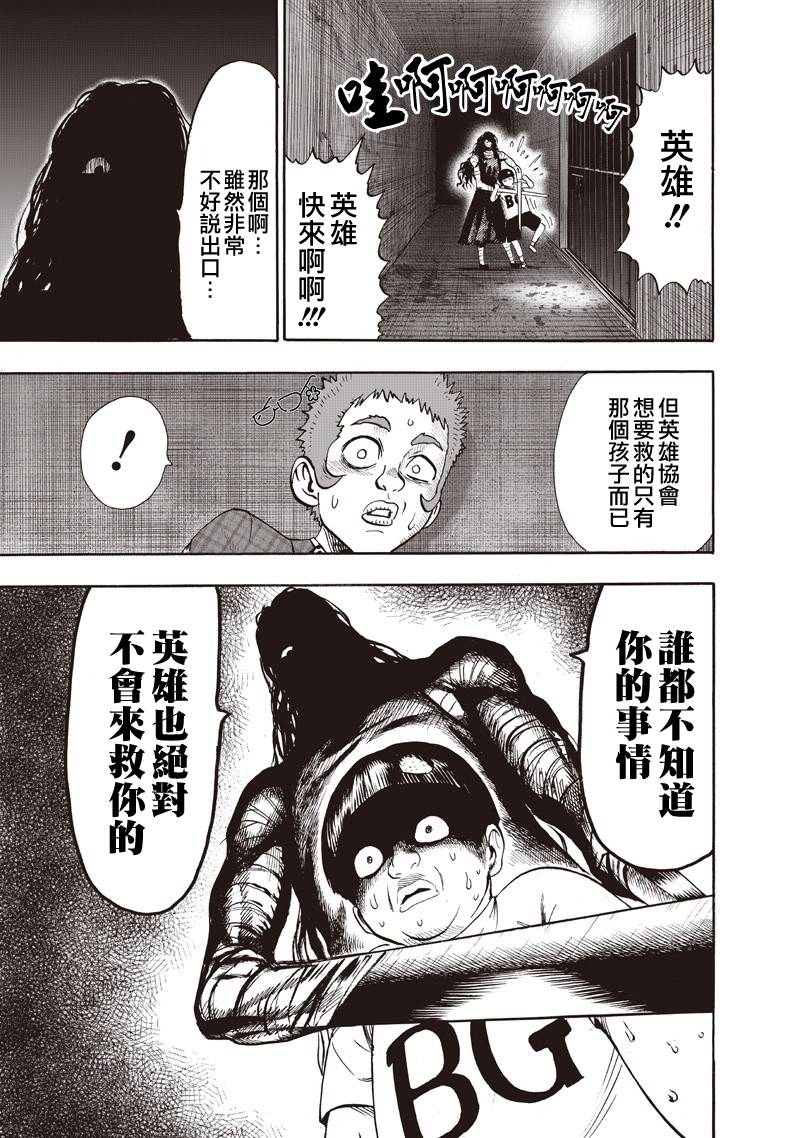 英雄!!
哇啊啊啊啊啊啊
英雄
快來啊啊!!!
BG
那個啊…
雖然非常
不好説出口…
但英雄協會
想要救的只有
那個孩子而已
!
誰都不知道
你的事情
英雄也絕對
不會來救你的
BG